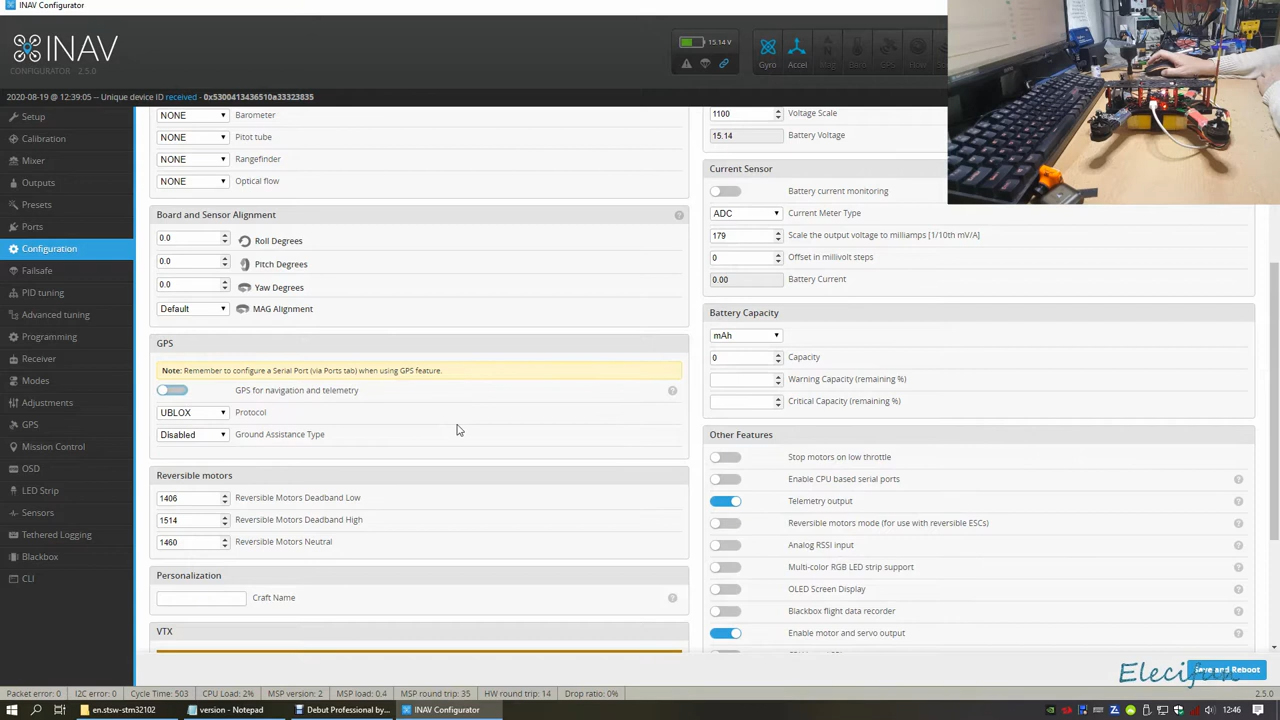 INAV Configurator
INAV
CONFIGURATOR 2.5.0
15.14 V
Gyro
Accel
Mag
Baro
GPS
Flow
2020-08-19 @ 12:39:05 -- Unique device ID received - 0x5300413436510a33323835
Setup
Calibration
Mixer
Outputs
Presets
Ports
Configuration
Failsafe
PID tuning
Advanced tuning
Programming
Receiver
Modes
Adjustments
GPS
Mission Control
OSD
LED Strip
Sensors
Tethered Logging
Blackbox
CLI
NONE Barometer
NONE Pitot tube
NONE Rangefinder
NONE Optical flow
Board and Sensor Alignment
0.0 Roll Degrees
0.0 Pitch Degrees
0.0 Yaw Degrees
Default MAG Alignment
GPS
Note: Remember to configure a Serial Port (via Ports tab) when using GPS feature.
GPS for navigation and telemetry
UBLOX Protocol
Disabled Ground Assistance Type
Reversible motors
1406 Reversible Motors Deadband Low
1514 Reversible Motors Deadband High
1460 Reversible Motors Neutral
Personalization
Craft Name
VTX
1100 Voltage Scale
15.14 Battery Voltage
Current Sensor
Battery current monitoring
ADC Current Meter Type
179 Scale the output voltage to milliamps [1/10th mV/A]
0 Offset in millivolt steps
0.00 Battery Current
Battery Capacity
mAh
0 Capacity
Warning Capacity (remaining %)
Critical Capacity (remaining %)
Other Features
Stop motors on low throttle
Enable CPU based serial ports
Telemetry output
Reversible motors mode (for use with reversible ESCs)
Analog RSSI input
Multi-color RGB LED strip support
OLED Screen Display
Blackbox flight data recorder
Enable motor and servo output
Save and Reboot
Elecifun
Packet error: 0 I2C error: 0 Cycle Time: 503 CPU Load: 2% MSP version: 2 MSP load: 0.4 MSP round trip: 35 HW round trip: 14 Drop ratio: 0% 2.5.0
en.stsw-stm32102 version - Notepad Debut Professional by... INAV Configurator 12:46